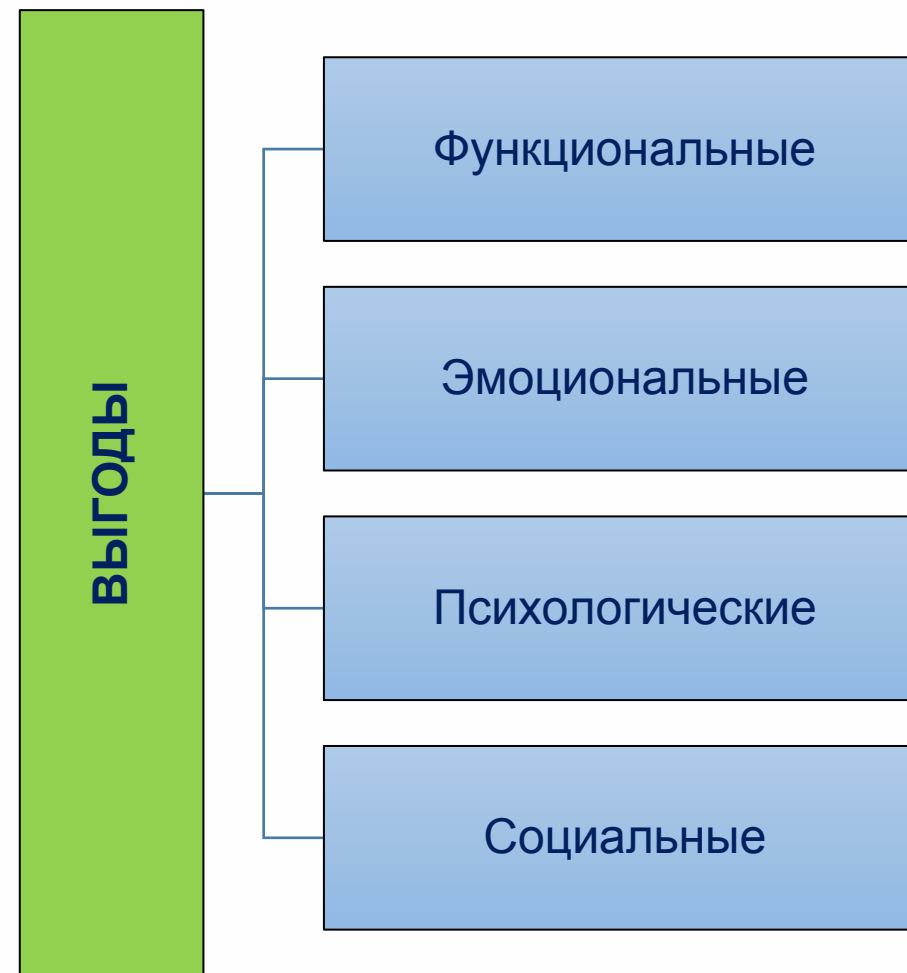 ВЫГОДЫ
Функциональные
Эмоциональные
Психологические
Социальные